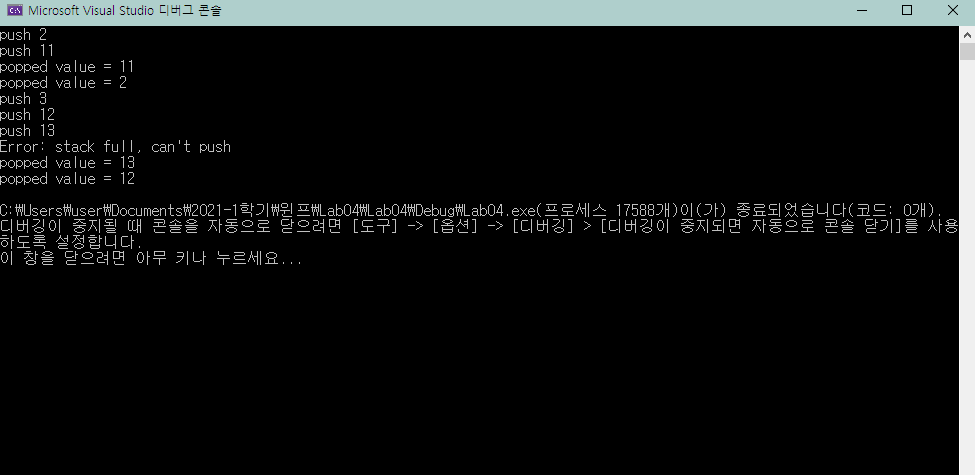 Microsoft Visual Studio 디버그 콘솔
push 2
push 11
popped value = 11
popped value = 2
push 3
push 12
push 13
Error: stack full, can't push
popped value = 13
popped value = 12
C:₩Users₩user₩Documents₩2021-1학기₩윈프₩Lab04₩Lab04₩Debug₩Lab04.exe(프로세스 17588개)이(가) 종료되었습니다(코드: 0개).
디버깅이 중지될 때 콘솔을 자동으로 닫으려면 [도구] -> [옵션] -> [디버깅] > [디버깅이 중지되면 자동으로 콘솔 닫기]를 사용
하도록 설정합니다.
이 창을 닫으려면 아무 키나 누르세요...